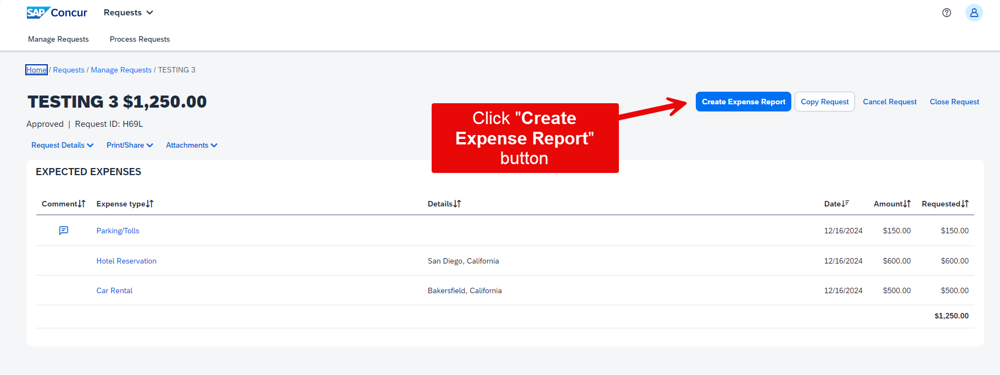 SAP Concur Requests
Manage Requests Process Requests
Home / Requests / Manage Requests / TESTING 3
TESTING 3 $1,250.00
Create Expense Report Copy Request Cancel Request Close Request
Approved | Request ID: H69L
Click "Create
Expense Report"
button
Request Details Print/Share Attachments
EXPECTED EXPENSES
Comment Expense type Details Date Amount Requested
Parking/Tolls 12/16/2024 $150.00 $150.00
Hotel Reservation San Diego, California 12/16/2024 $600.00 $600.00
Car Rental Bakersfield, California 12/16/2024 $500.00 $500.00
$1,250.00